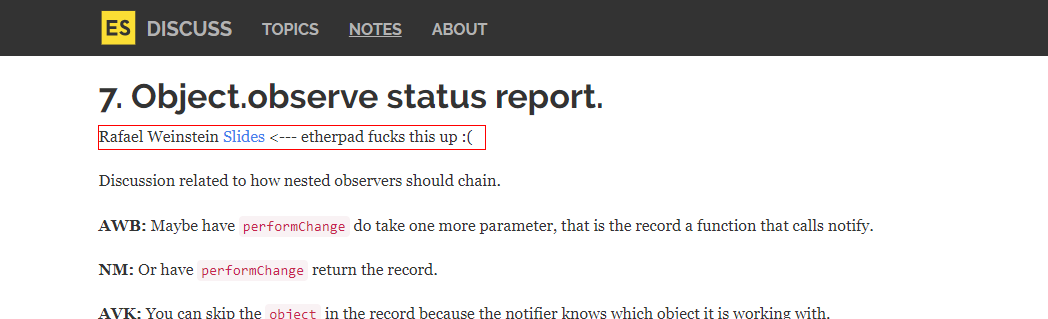 ES DISCUSS TOPICS NOTES ABOUT
7. Object.observe status report.
Rafael Weinstein Slides <--- etherpad fucks this up :(
Discussion related to how nested observers should chain.
AWB: Maybe have performChange do take one more parameter, that is the record a function that calls notify.
NM: Or have performChange return the record.
AVK: You can skip the object in the record because the notifier knows which object it is working with.